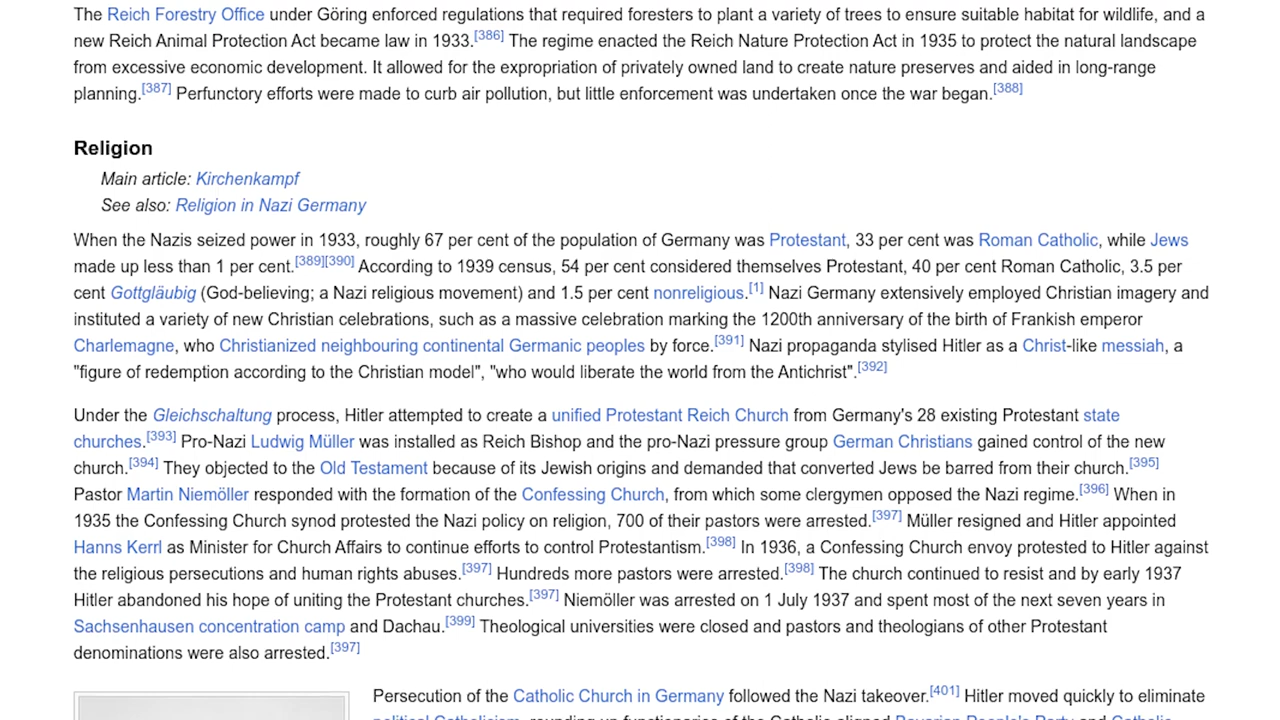 The Reich Forestry Office under Göring enforced regulations that required foresters to plant a variety of trees to ensure suitable habitat for wildlife, and a
new Reich Animal Protection Act became law in 1933.[386] The regime enacted the Reich Nature Protection Act in 1935 to protect the natural landscape
from excessive economic development. It allowed for the expropriation of privately owned land to create nature preserves and aided in long-range
planning.[387] Perfunctory efforts were made to curb air pollution, but little enforcement was undertaken once the war began.[388]
Religion
Main article: Kirchenkampf
See also: Religion in Nazi Germany
When the Nazis seized power in 1933, roughly 67 per cent of the population of Germany was Protestant, 33 per cent was Roman Catholic, while Jews
made up less than 1 per cent.[389][390] According to 1939 census, 54 per cent considered themselves Protestant, 40 per cent Roman Catholic, 3.5 per
cent Gottgläubig (God-believing; a Nazi religious movement) and 1.5 per cent nonreligious.[1] Nazi Germany extensively employed Christian imagery and
instituted a variety of new Christian celebrations, such as a massive celebration marking the 1200th anniversary of the birth of Frankish emperor
Charlemagne, who Christianized neighbouring continental Germanic peoples by force.[391] Nazi propaganda stylised Hitler as a Christ-like messiah, a
"figure of redemption according to the Christian model", "who would liberate the world from the Antichrist".[392]
Under the Gleichschaltung process, Hitler attempted to create a unified Protestant Reich Church from Germany's 28 existing Protestant state
churches.[393] Pro-Nazi Ludwig Müller was installed as Reich Bishop and the pro-Nazi pressure group German Christians gained control of the new
church.[394] They objected to the Old Testament because of its Jewish origins and demanded that converted Jews be barred from their church.[395]
Pastor Martin Niemöller responded with the formation of the Confessing Church, from which some clergymen opposed the Nazi regime.[396] When in
1935 the Confessing Church synod protested the Nazi policy on religion, 700 of their pastors were arrested.[397] Müller resigned and Hitler appointed
Hanns Kerrl as Minister for Church Affairs to continue efforts to control Protestantism.[398] In 1936, a Confessing Church envoy protested to Hitler against
the religious persecutions and human rights abuses.[397] Hundreds more pastors were arrested.[398] The church continued to resist and by early 1937
Hitler abandoned his hope of uniting the Protestant churches.[397] Niemöller was arrested on 1 July 1937 and spent most of the next seven years in
Sachsenhausen concentration camp and Dachau.[399] Theological universities were closed and pastors and theologians of other Protestant
denominations were also arrested.[397]
Persecution of the Catholic Church in Germany followed the Nazi takeover.[401] Hitler moved quickly to eliminate
political Catholicism, rounding up functionaries of the Catholic-aligned Bavarian People's Party and Catholic